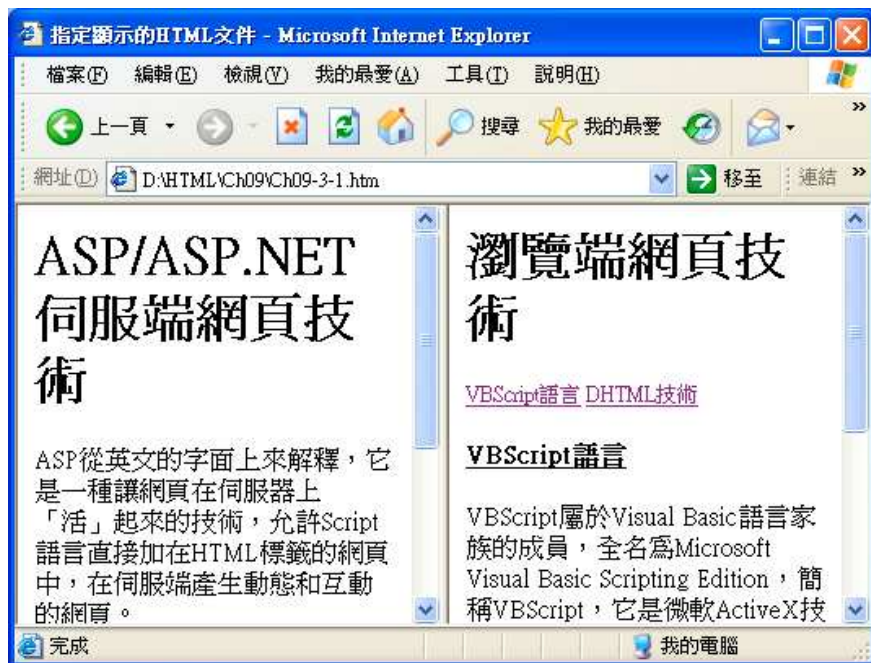 指定顯示的HTML文件 - Microsoft Internet Explorer
檔案(F) 編輯(E) 檢視(V) 我的最愛(A) 工具(T) 說明(H)
上一頁 搜尋 我的最愛 »
網址(D) D:\HTML\Ch09\Ch09-3-1.htm 移至 連結 »
ASP/ASP.NET
伺服端網頁技
術
ASP從英文的字面上來解釋，它
是一種讓網頁在伺服器上
「活」起來的技術，允許Script
語言直接加在HTML標籤的網頁
中，在伺服端產生動態和互動
的網頁。
瀏覽端網頁技
術
VBScript語言 DHTML技術
VBScript語言
VBScript屬於Visual Basic語言家
族的成員，全名為Microsoft
Visual Basic Scripting Edition，簡
稱VBScript，它是微軟ActiveX技
完成 我的電腦